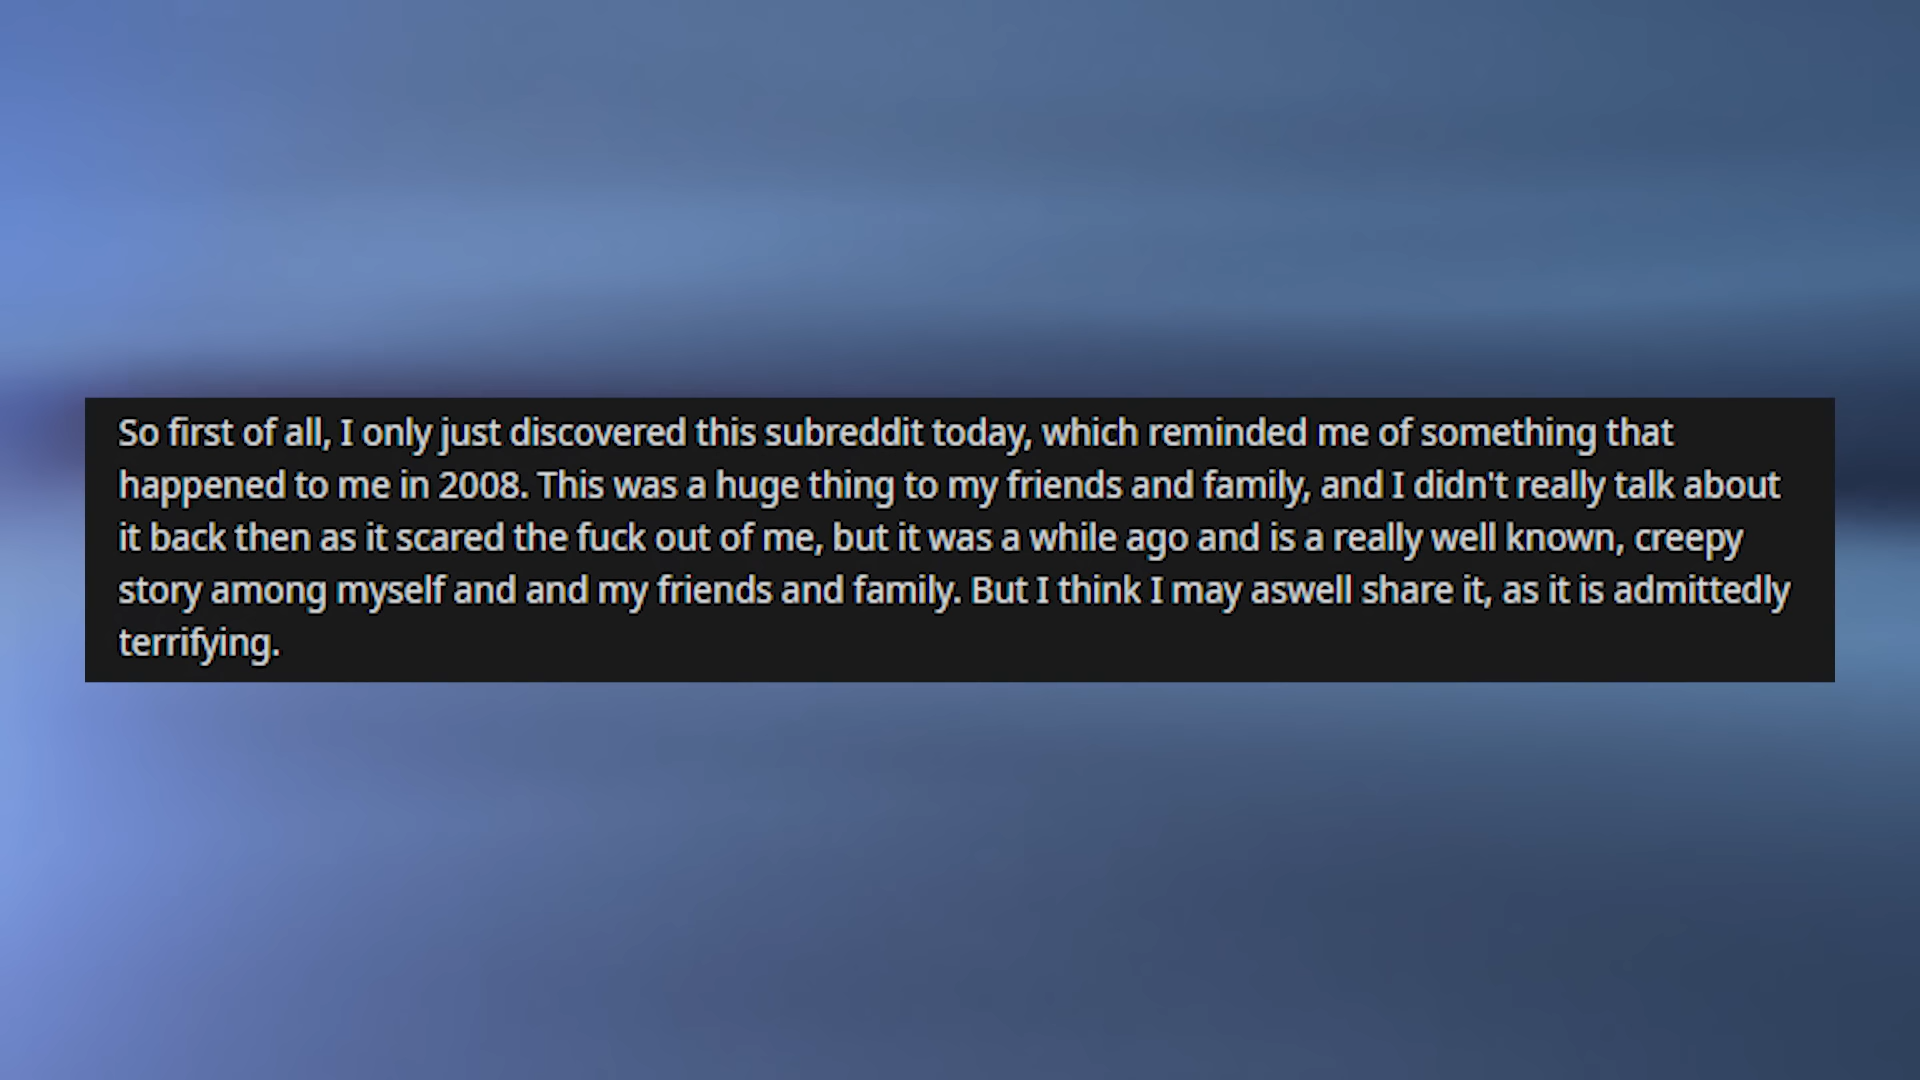 So first of all, I only just discovered this subreddit today, which reminded me of something that
happened to me in 2008. This was a huge thing to my friends and family, and I didn't really talk about
it back then as it scared the fuck out of me, but it was a while ago and is a really well known, creepy
story among myself and and my friends and family. But I think I may aswell share it, as it is admittedly
terrifying.